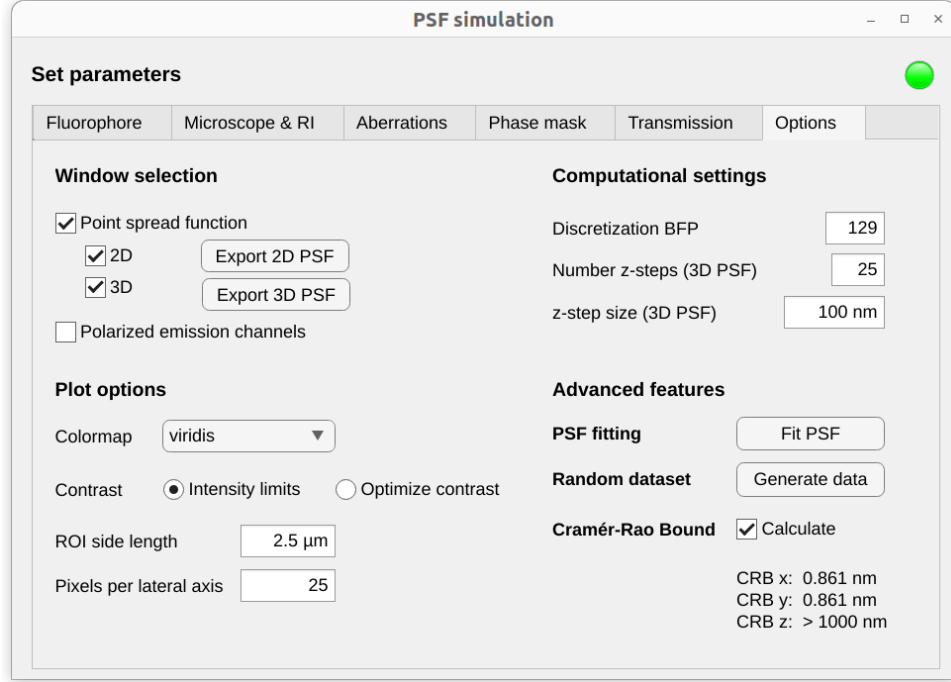 PSF simulation
Set parameters
Fluorophore
Microscope & RI
Aberrations
Phase mask
Transmission
Options
Window selection
Point spread function
2D
Export 2D PSF
3D
Export 3D PSF
Polarized emission channels
Computational settings
Discretization BFP 129
Number z-steps (3D PSF) 25
z-step size (3D PSF) 100 nm
Plot options
Colormap viridis
Contrast Intensity limits Optimize contrast
ROI side length 2.5 µm
Pixels per lateral axis 25
Advanced features
PSF fitting Fit PSF
Random dataset Generate data
Cramér-Rao Bound Calculate
CRB x: 0.861 nm
CRB y: 0.861 nm
CRB z: > 1000 nm